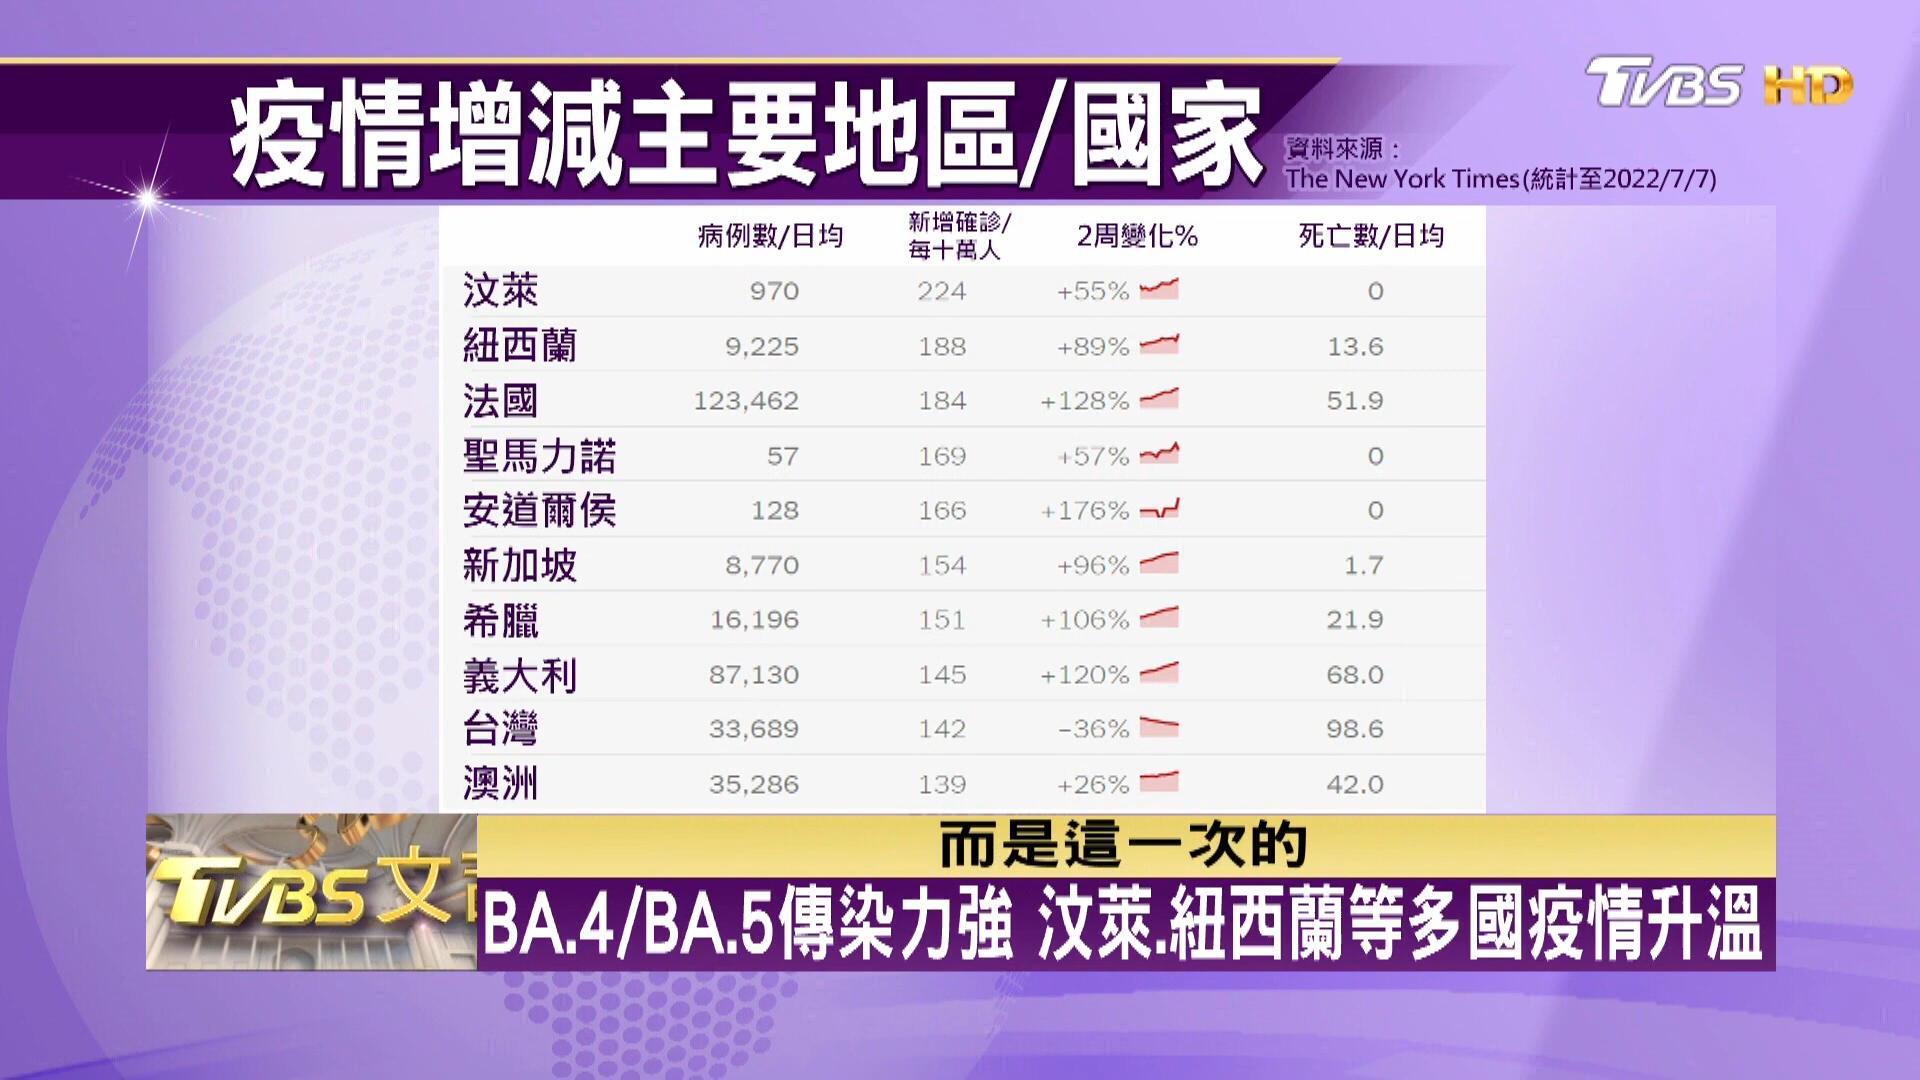 疫情增減主要地區/國家
TVBS HD
資料來源：
The New York Times(統計至2022/7/7)
病例數/日均 新增確診/每十萬人 2周變化% 死亡數/日均
汶萊 970 224 +55% 0
紐西蘭 9,225 188 +89% 13.6
法國 123,462 184 +128% 51.9
聖馬力諾 57 169 +57% 0
安道爾侯 128 166 +176% 0
新加坡 8,770 154 +96% 1.7
希臘 16,196 151 +106% 21.9
義大利 87,130 145 +120% 68.0
台灣 33,689 142 -36% 98.6
澳洲 35,286 139 +26% 42.0
而是這一次的
TVBS 文
BA.4/BA.5傳染力強 汶萊.紐西蘭等多國疫情升溫